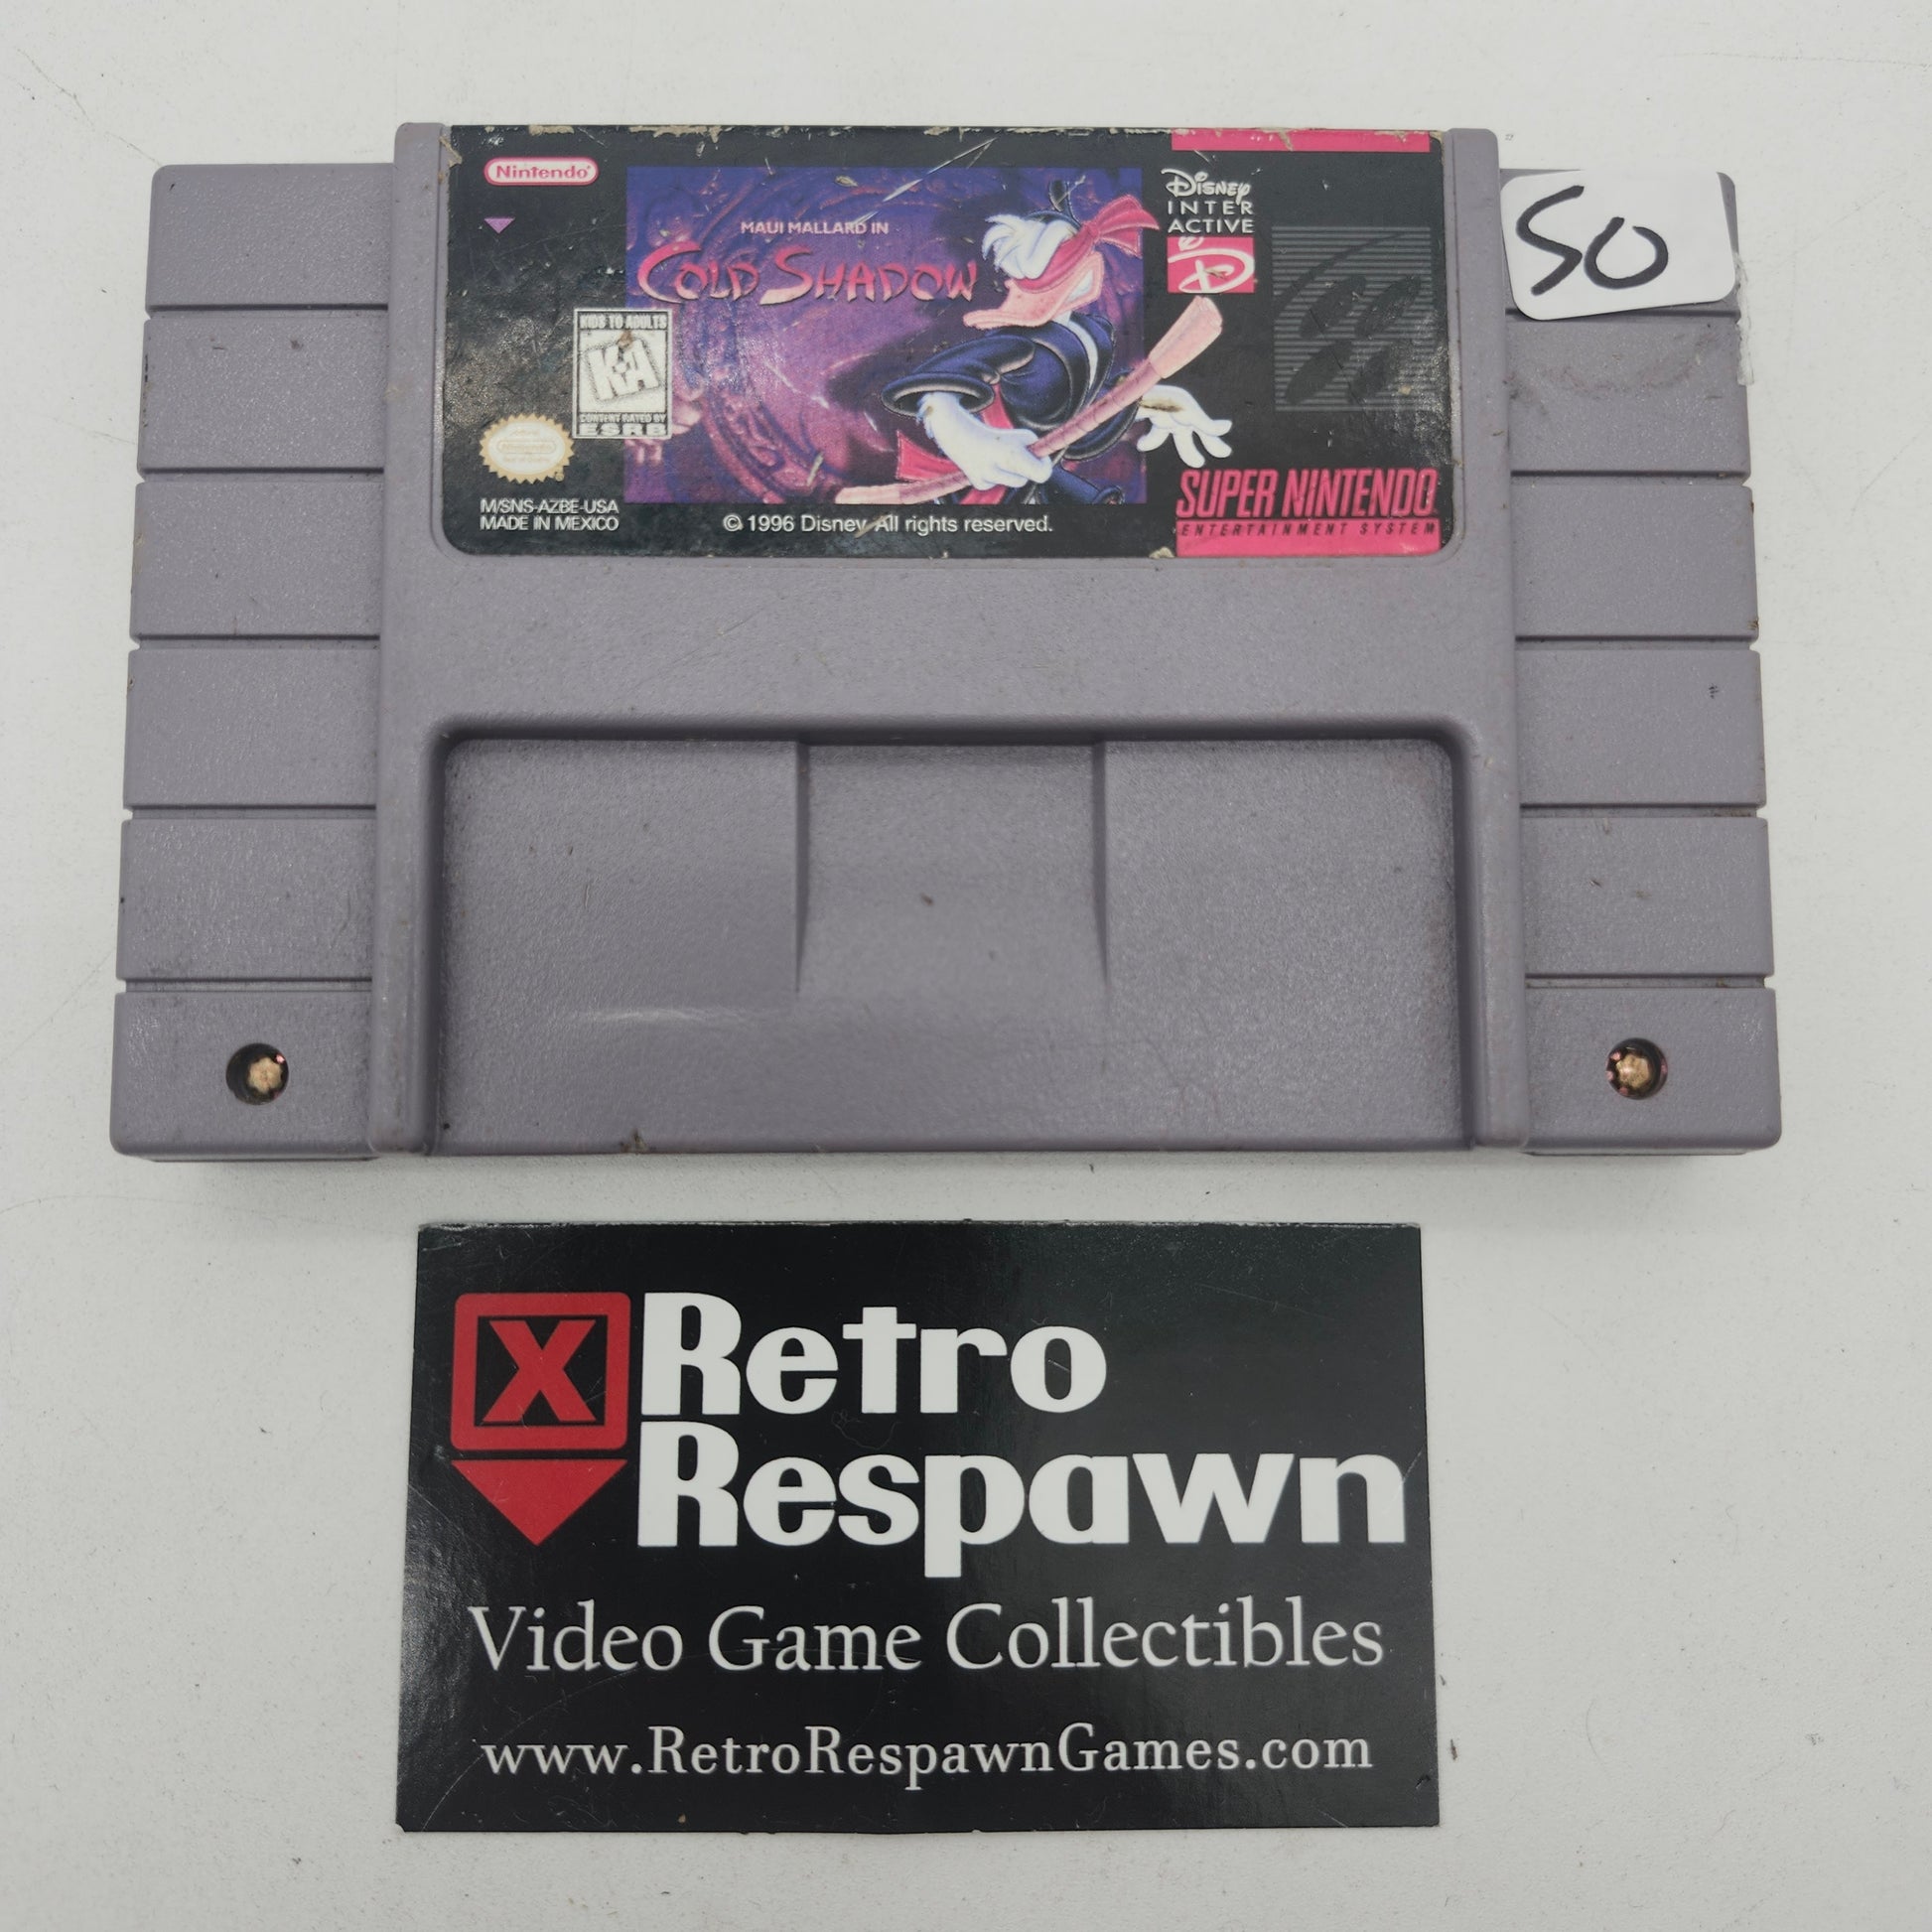 Nintendo®
MAUI MALLARD IN
COLD SHADOW
DISNEY
INTER
ACTIVE
D
50
KIDS TO ADULTS
KA
CONTENT RATED BY
ESRB
M/SNS-AZBE-USA
MADE IN MEXICO
© 1996 Disney All rights reserved.
SUPER NINTENDO
ENTERTAINMENT SYSTEM
X
Retro
Respawn
Video Game Collectibles
www.RetroRespawnGames.com